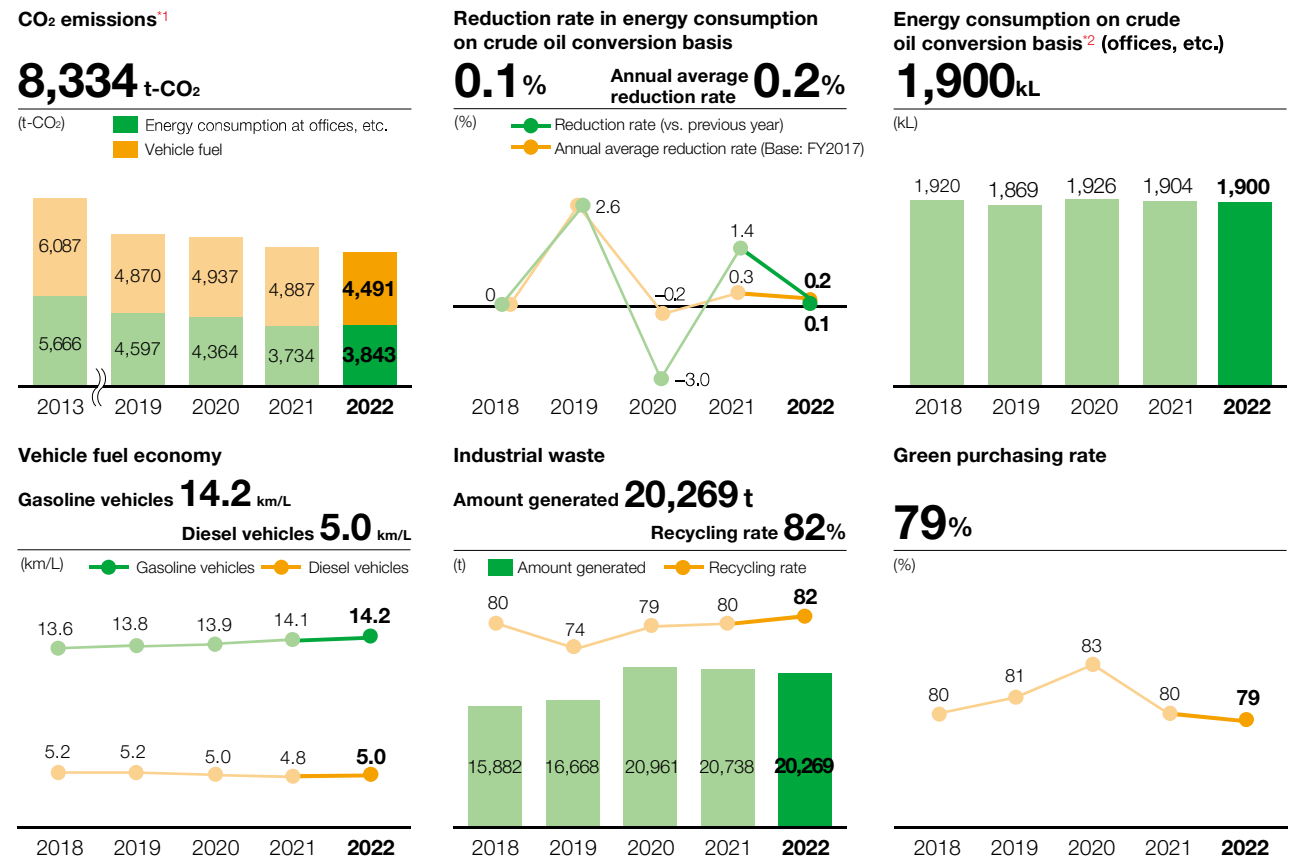 CO₂ emissions*1
8,334 t-CO₂
(t-CO₂)
Energy consumption at offices, etc.
Vehicle fuel
6,087
4,870
4,937
4,887
4,491
5,666
4,597
4,364
3,734
3,843
2013 2019 2020 2021 2022
Reduction rate in energy consumption
on crude oil conversion basis
0.1% Annual average
reduction rate 0.2%
(%)
Reduction rate (vs. previous year)
Annual average reduction rate (Base: FY2017)
0
2.6
–0.2
–3.0
1.4
0.3
0.2
0.1
2018 2019 2020 2021 2022
Energy consumption on crude
oil conversion basis*2 (offices, etc.)
1,900kL
(kL)
1,920 1,869 1,926 1,904 1,900
2018 2019 2020 2021 2022
Vehicle fuel economy
Gasoline vehicles 14.2 km/L
Diesel vehicles 5.0 km/L
(km/L) Gasoline vehicles Diesel vehicles
13.6 13.8 13.9 14.1 14.2
5.2 5.2 5.0 4.8 5.0
2018 2019 2020 2021 2022
Industrial waste
Amount generated 20,269 t
Recycling rate 82%
(t) Amount generated Recycling rate
80 74 79 80 82
15,882 16,668 20,961 20,738 20,269
2018 2019 2020 2021 2022
Green purchasing rate
79%
(%)
80 81 83 80 79
2018 2019 2020 2021 2022